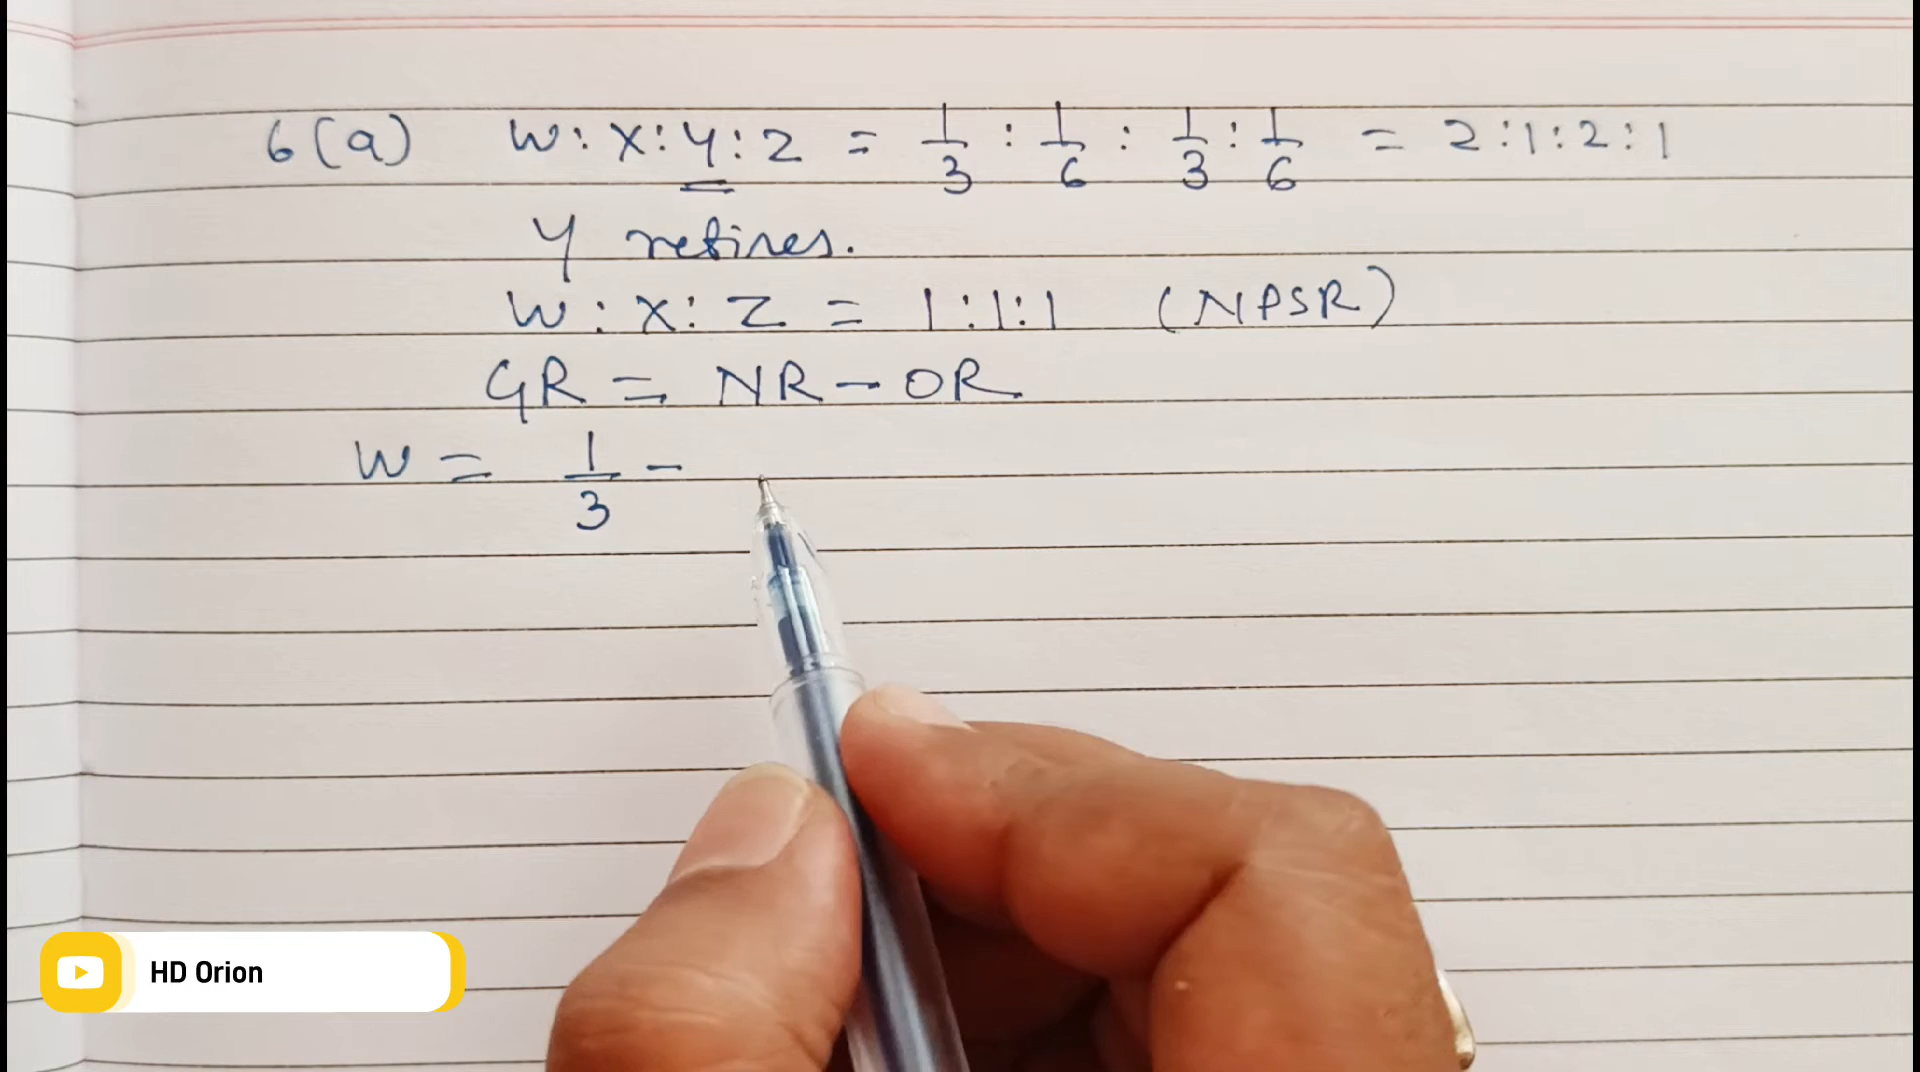 6(a) W:X:Y:Z = 1/3 : 1/6 : 1/3 : 1/6 = 2:1:2:1
Y retires.
W : X : Z = 1:1:1 (NPSR)
GR = NR - OR
W = 1/3 -
HD Orion